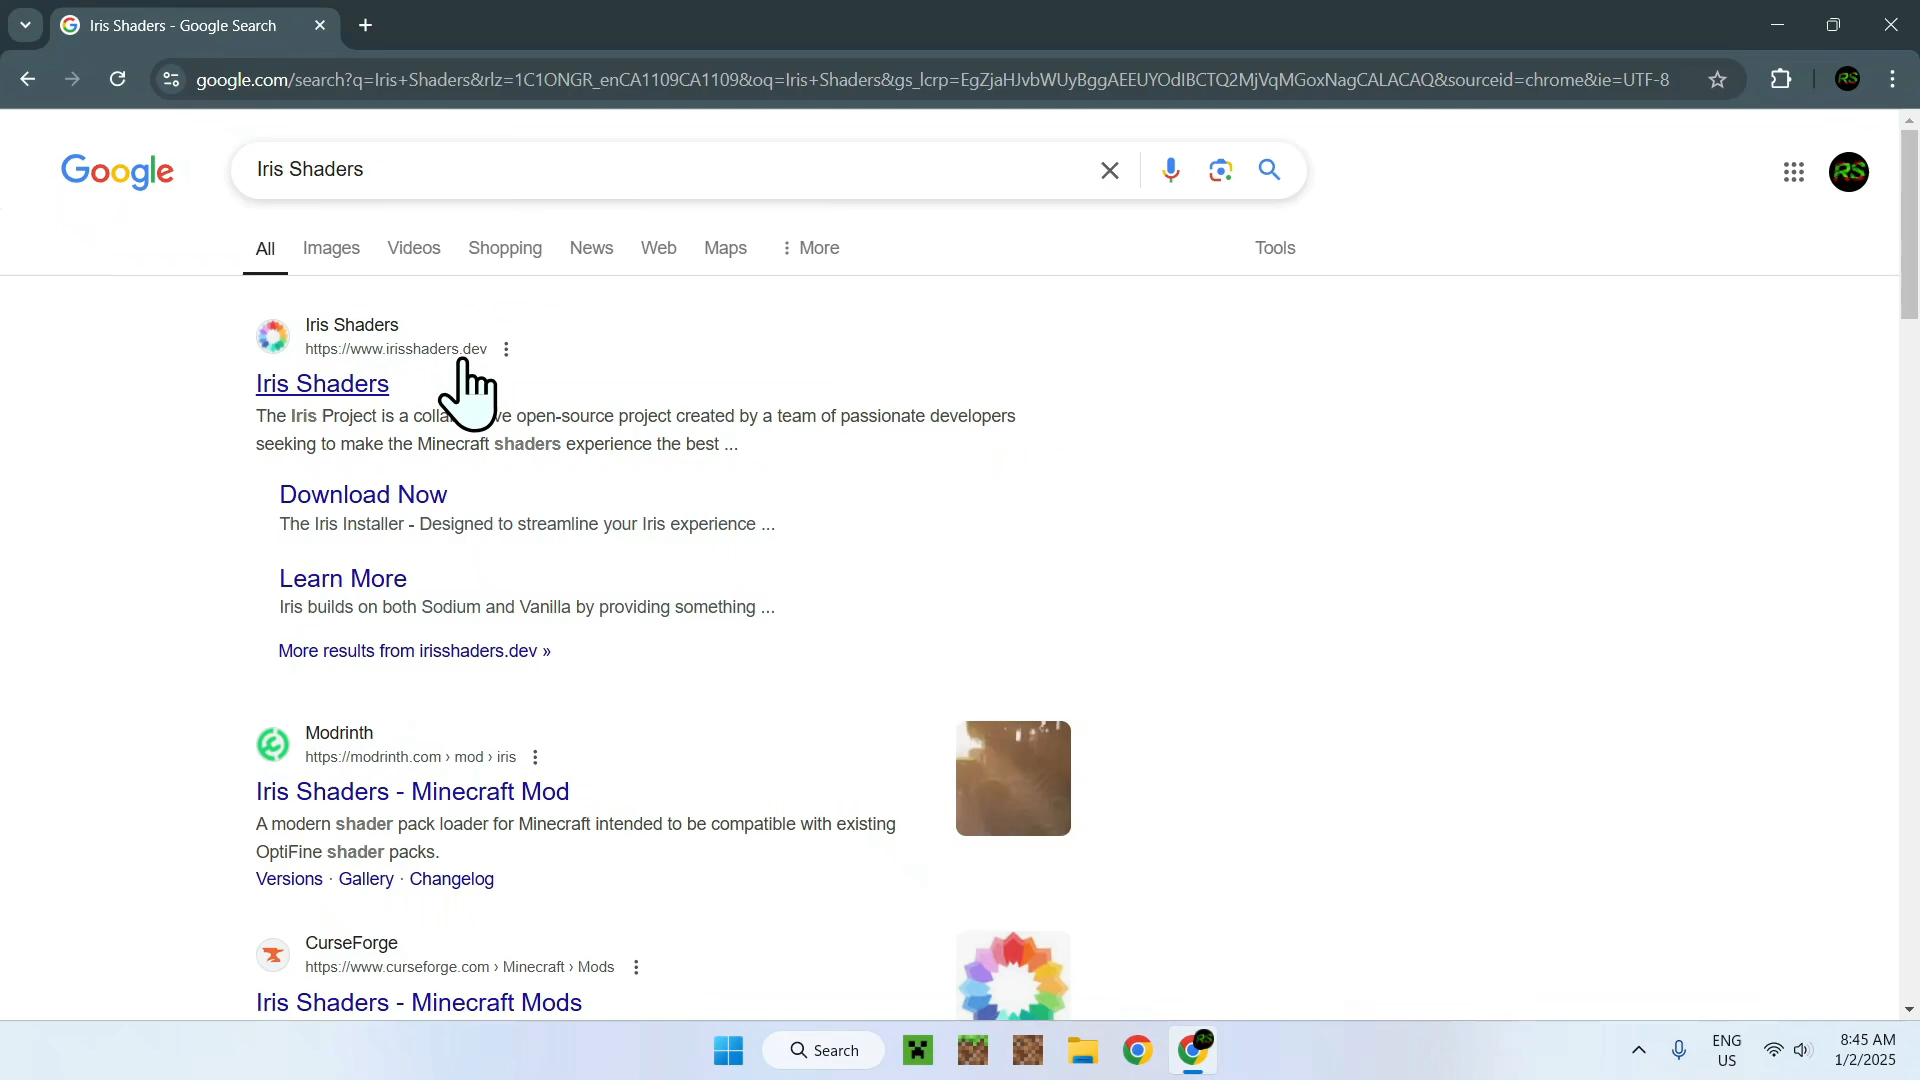 Iris Shaders - Google Search
google.com/search?q=Iris+Shaders&rlz=1C1ONGR_enCA1109CA1109&oq=Iris+Shaders&gs_lcrp=EgZjaHJvbWUyBggAEEUYOdIBCTQ2MjVqMGoxNagCALACAQ&sourceid=chrome&ie=UTF-8
RS
Google
Iris Shaders
RS
All Images Videos Shopping News Web Maps More Tools
Iris Shaders
https://www.irisshaders.dev
Iris Shaders
The Iris Project is a open-source project created by a team of passionate developers
seeking to make the Minecraft shaders experience the best ...
Download Now
The Iris Installer - Designed to streamline your Iris experience ...
Learn More
Iris builds on both Sodium and Vanilla by providing something ...
More results from irisshaders.dev »
Modrinth
https://modrinth.com › mod › iris
Iris Shaders - Minecraft Mod
A modern shader pack loader for Minecraft intended to be compatible with existing
OptiFine shader packs.
Versions · Gallery · Changelog
CurseForge
https://www.curseforge.com › Minecraft › Mods
Iris Shaders - Minecraft Mods
Search
RS
ENG
US
8:45 AM
1/2/2025